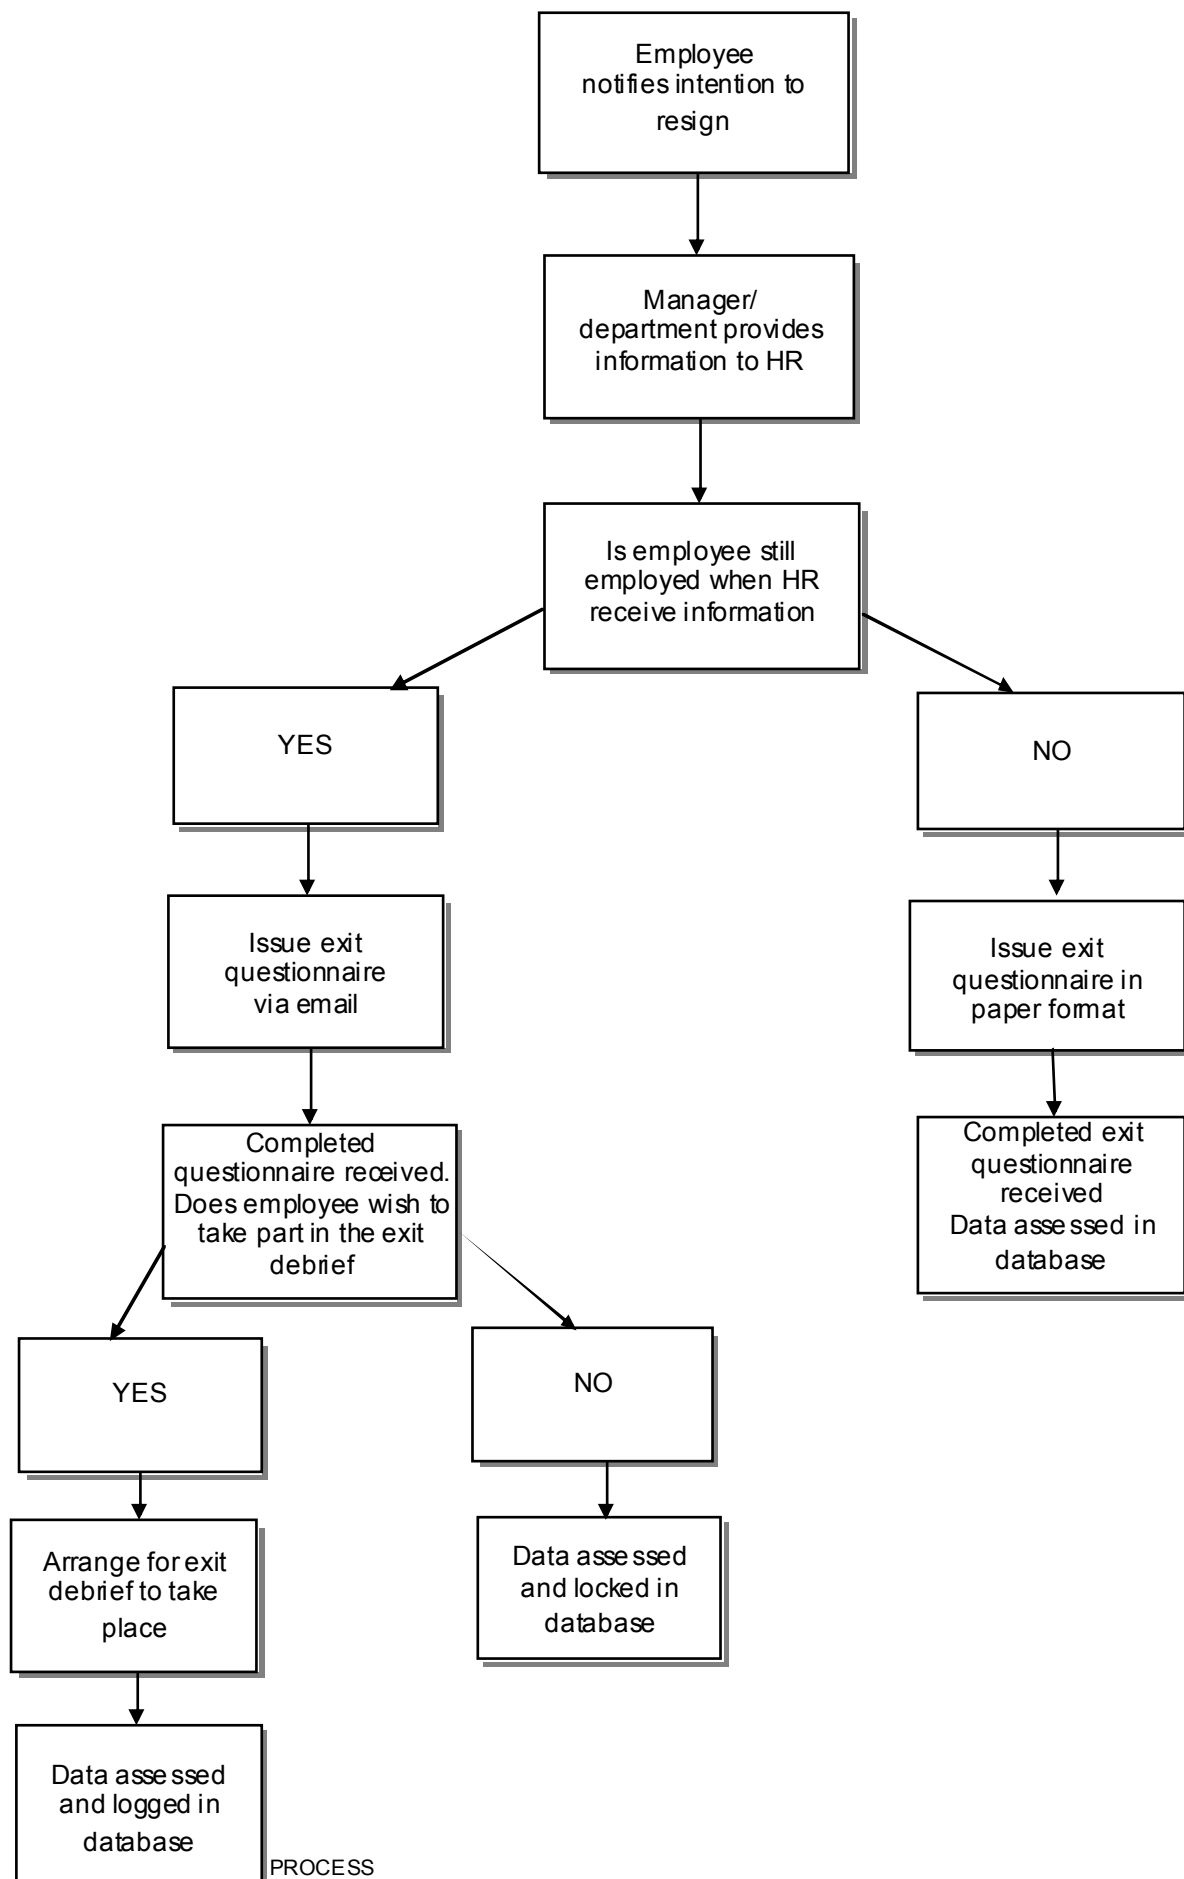 Employee
notifies intention to
resign
Manager/
department provides
information to HR
Is employee still
employed when HR
receive information
YES
NO
Issue exit
questionnaire
via email
Issue exit
questionnaire in
paper format
Completed
questionnaire received.
Does employee wish to
take part in the exit
debrief
Completed exit
questionnaire
received
Data assessed in
database
YES
NO
Arrange for exit
debrief to take
place
Data assessed
and locked in
database
Data assessed
and logged in
database
PROCESS